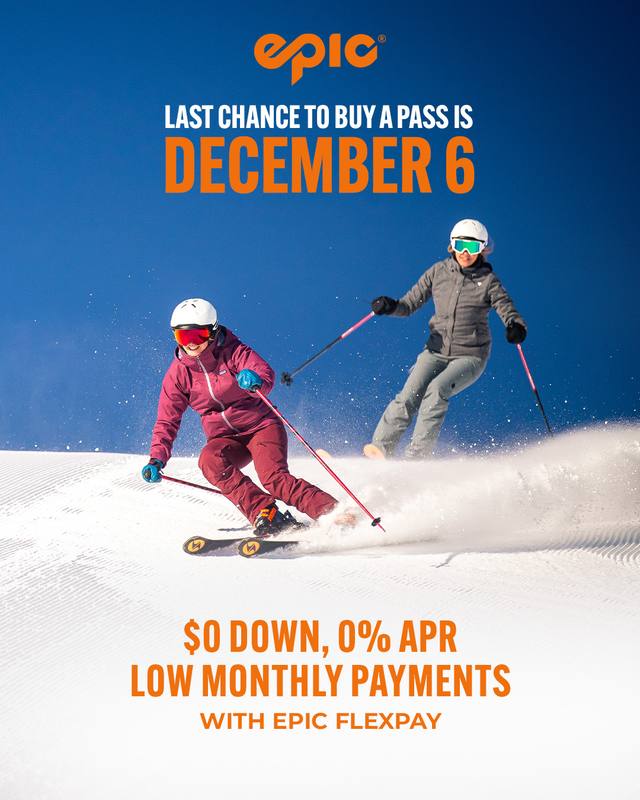 epic®
LAST CHANCE TO BUY A PASS IS
DECEMBER 6
$0 DOWN, 0% APR
LOW MONTHLY PAYMENTS
WITH EPIC FLEXPAY